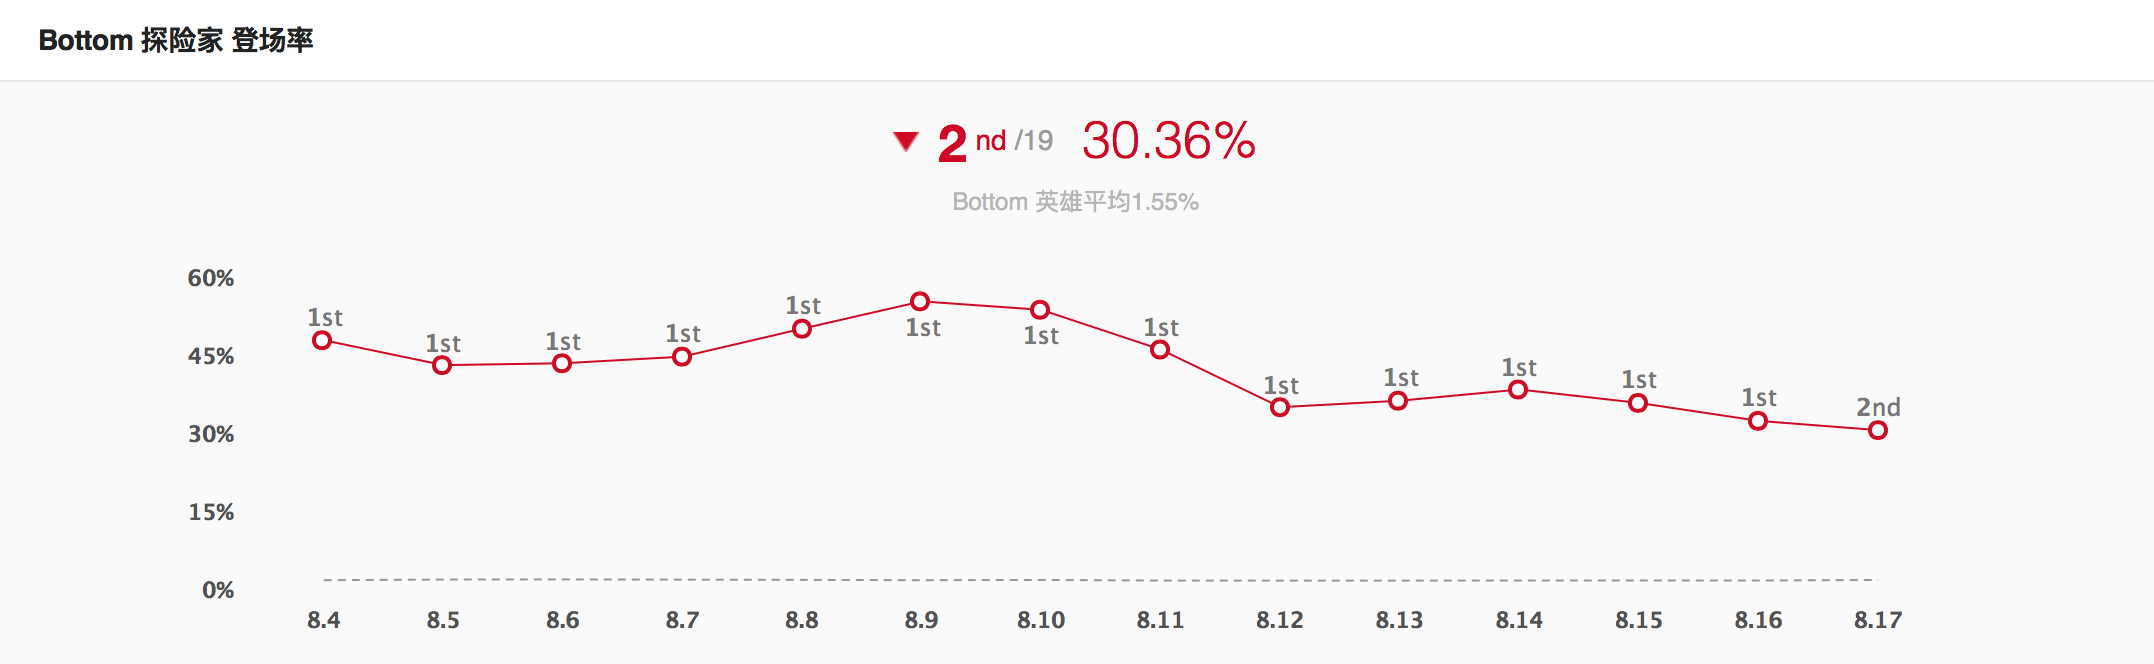 Bottom 探险家 登场率
▼ 2 nd /19 30.36%
Bottom 英雄平均1.55%
60%
45%
30%
15%
0%
1st 1st 1st 1st 1st 1st 1st 1st 1st 1st 1st 1st 1st 2nd
8.4 8.5 8.6 8.7 8.8 8.9 8.10 8.11 8.12 8.13 8.14 8.15 8.16 8.17